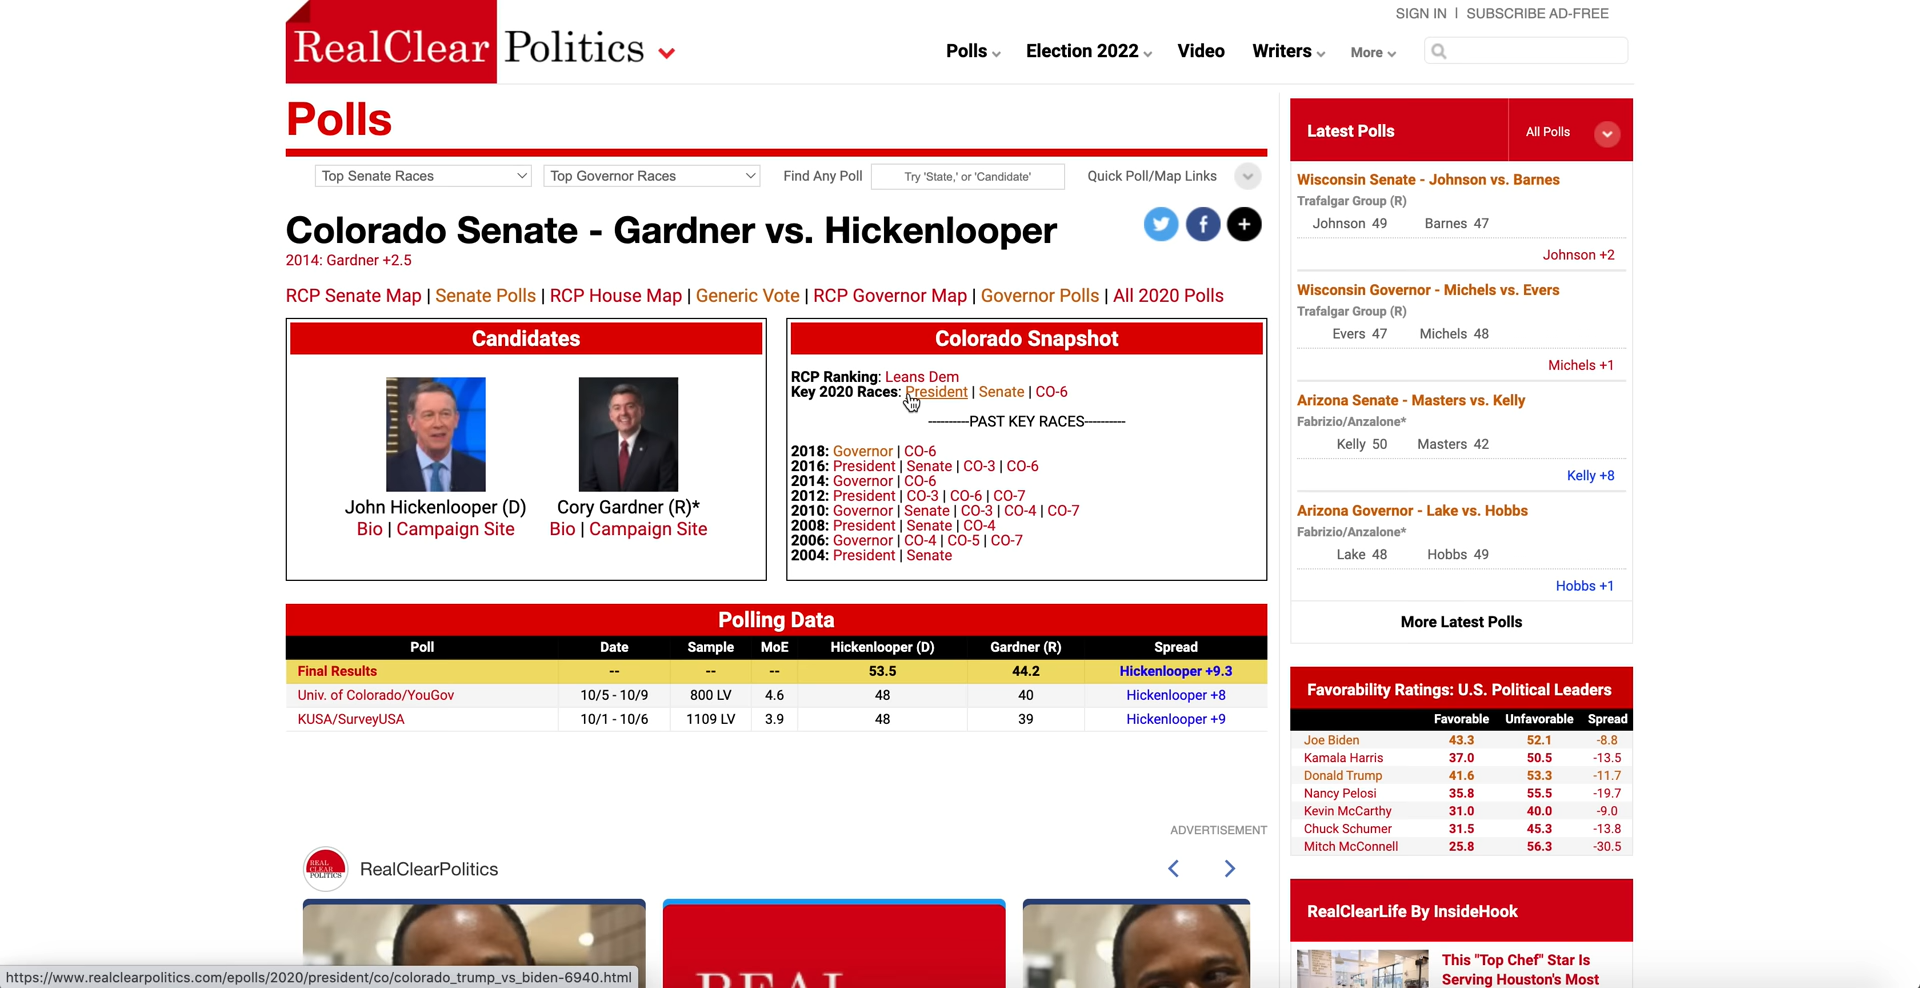 SIGN IN | SUBSCRIBE AD-FREE
RealClear Politics
Polls Election 2022 Video Writers More
Polls
Top Senate Races Top Governor Races Find Any Poll Try 'State,' or 'Candidate' Quick Poll/Map Links
Colorado Senate - Gardner vs. Hickenlooper
2014: Gardner +2.5
RCP Senate Map | Senate Polls | RCP House Map | Generic Vote | RCP Governor Map | Governor Polls | All 2020 Polls
Candidates
John Hickenlooper (D) Cory Gardner (R)*
Bio | Campaign Site Bio | Campaign Site
Colorado Snapshot
RCP Ranking: Leans Dem
Key 2020 Races: President | Senate | CO-6
----------PAST KEY RACES----------
2018: Governor | CO-6
2016: President | Senate | CO-3 | CO-6
2014: Governor | CO-6
2012: President | CO-3 | CO-6 | CO-7
2010: Governor | Senate | CO-3 | CO-4 | CO-7
2008: President | Senate | CO-4
2006: Governor | CO-4 | CO-5 | CO-7
2004: President | Senate
Polling Data
Poll Date Sample MoE Hickenlooper (D) Gardner (R) Spread
Final Results -- -- -- 53.5 44.2 Hickenlooper +9.3
Univ. of Colorado/YouGov 10/5 - 10/9 800 LV 4.6 48 40 Hickenlooper +8
KUSA/SurveyUSA 10/1 - 10/6 1109 LV 3.9 48 39 Hickenlooper +9
ADVERTISEMENT
REAL CLEAR POLITICS
RealClearPolitics
REAL
https://www.realclearpolitics.com/epolls/2020/president/co/colorado_trump_vs_biden-6940.html
Latest Polls All Polls
Wisconsin Senate - Johnson vs. Barnes
Trafalgar Group (R)
Johnson 49 Barnes 47
Johnson +2
Wisconsin Governor - Michels vs. Evers
Trafalgar Group (R)
Evers 47 Michels 48
Michels +1
Arizona Senate - Masters vs. Kelly
Fabrizio/Anzalone*
Kelly 50 Masters 42
Kelly +8
Arizona Governor - Lake vs. Hobbs
Fabrizio/Anzalone*
Lake 48 Hobbs 49
Hobbs +1
More Latest Polls
Favorability Ratings: U.S. Political Leaders
Favorable Unfavorable Spread
Joe Biden 43.3 52.1 -8.8
Kamala Harris 37.0 50.5 -13.5
Donald Trump 41.6 53.3 -11.7
Nancy Pelosi 35.8 55.5 -19.7
Kevin McCarthy 31.0 40.0 -9.0
Chuck Schumer 31.5 45.3 -13.8
Mitch McConnell 25.8 56.3 -30.5
RealClearLife By InsideHook
This "Top Chef" Star Is
Serving Houston's Most